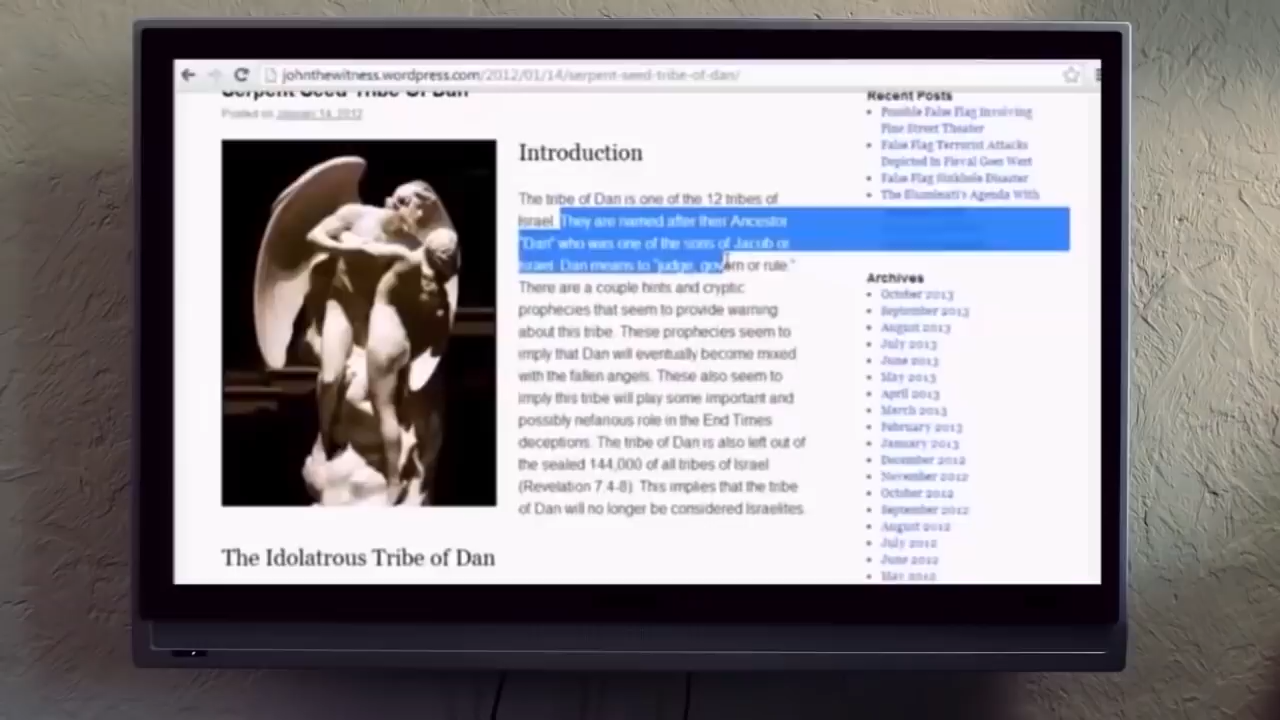 johnthewitness.wordpress.com/2012/01/14/serpent-seed-tribe-of-dan/
Serpent Seed Tribe Of Dan
Posted on January 14, 2012
Introduction
The tribe of Dan is one of the 12 tribes of
Israel. They are named after their Ancestor
"Dan" who was one of the sons of Jacob or
Israel. Dan means to "judge, govern or rule."
There are a couple hints and cryptic
prophecies that seem to provide warning
about this tribe. These prophecies seem to
imply that Dan will eventually become mixed
with the fallen angels. These also seem to
imply this tribe will play some important and
possibly nefarious role in the End Times
deceptions. The tribe of Dan is also left out of
the sealed 144,000 of all tribes of Israel
(Revelation 7:4-8). This implies that the tribe
of Dan will no longer be considered Israelites.
The Idolatrous Tribe of Dan
Recent Posts
Possible False Flag Involving
Pine Street Theater
False Flag Terrorist Attacks
Depicted In Goes West
False Flag Sinkhole Disaster
The Illuminati's Agenda With
Archives
October 2013
September 2013
August 2013
July 2013
June 2013
May 2013
April 2013
March 2013
February 2013
January 2013
December 2012
November 2012
October 2012
September 2012
August 2012
July 2012
June 2012
May 2012